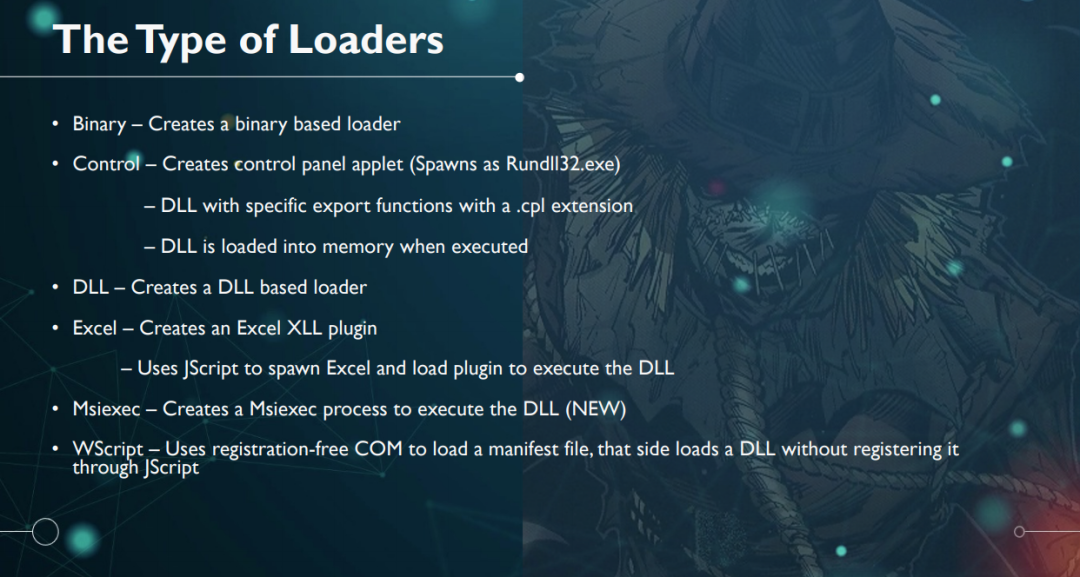 The Type of Loaders
• Binary – Creates a binary based loader
• Control – Creates control panel applet (Spawns as Rundll32.exe)
– DLL with specific export functions with a .cpl extension
– DLL is loaded into memory when executed
• DLL – Creates a DLL based loader
• Excel – Creates an Excel XLL plugin
– Uses JScript to spawn Excel and load plugin to execute the DLL
• Msiexec – Creates a Msiexec process to execute the DLL (NEW)
• WScript – Uses registration-free COM to load a manifest file, that side loads a DLL without registering it
through JScript